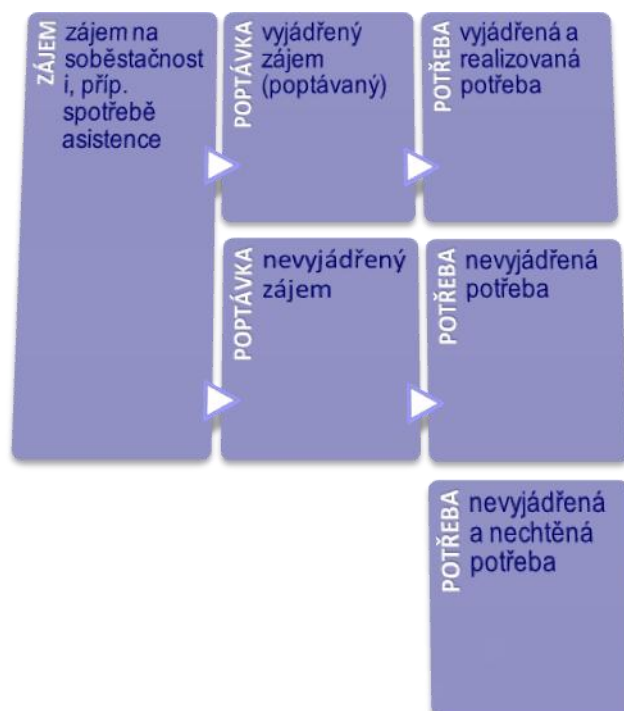 ZÁJEM
zájem na
soběstačnost
i, příp.
spotřebě
asistence
POPTÁVKA
vyjádřený
zájem
(poptávaný)
POTŘEBA
vyjádřená a
realizovaná
potřeba
POPTÁVKA
nevyjádřený
zájem
POTŘEBA
nevyjádřená
potřeba
POTŘEBA
nevyjádřená
a nechtěná
potřeba